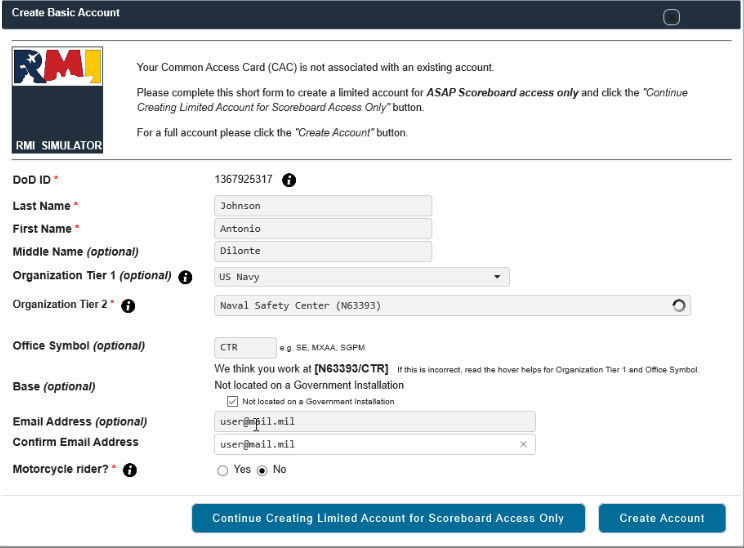 Create Basic Account
RMI
RMI SIMULATOR
Your Common Access Card (CAC) is not associated with an existing account.
Please complete this short form to create a limited account for ASAP Scoreboard access only and click the "Continue
Creating Limited Account for Scoreboard Access Only" button.
For a full account please click the "Create Account" button.
DoD ID * 1367925317
Last Name * Johnson
First Name * Antonio
Middle Name (optional) Dilonte
Organization Tier 1 (optional) US Navy
Organization Tier 2 * Naval Safety Center (N63393)
Office Symbol (optional) CTR e.g. SE, MXAA, SGPM
We think you work at [N63393/CTR] If this is incorrect, read the hover helps for Organization Tier 1 and Office Symbol.
Base (optional) Not located on a Government Installation
Not located on a Government Installation
Email Address (optional) user@mail.mil
Confirm Email Address user@mail.mil
Motorcycle rider? * Yes No
Continue Creating Limited Account for Scoreboard Access Only Create Account